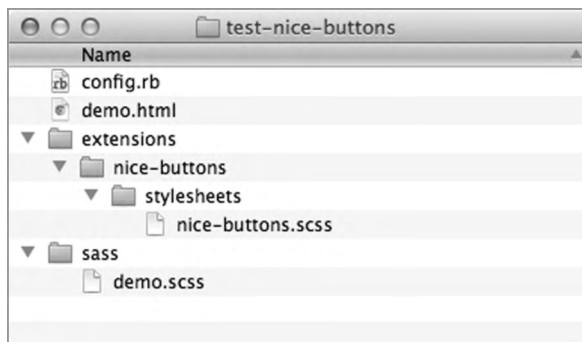 test-nice-buttons
Name
rb config.rb
demo.html
extensions
nice-buttons
stylesheets
nice-buttons.scss
sass
demo.scss